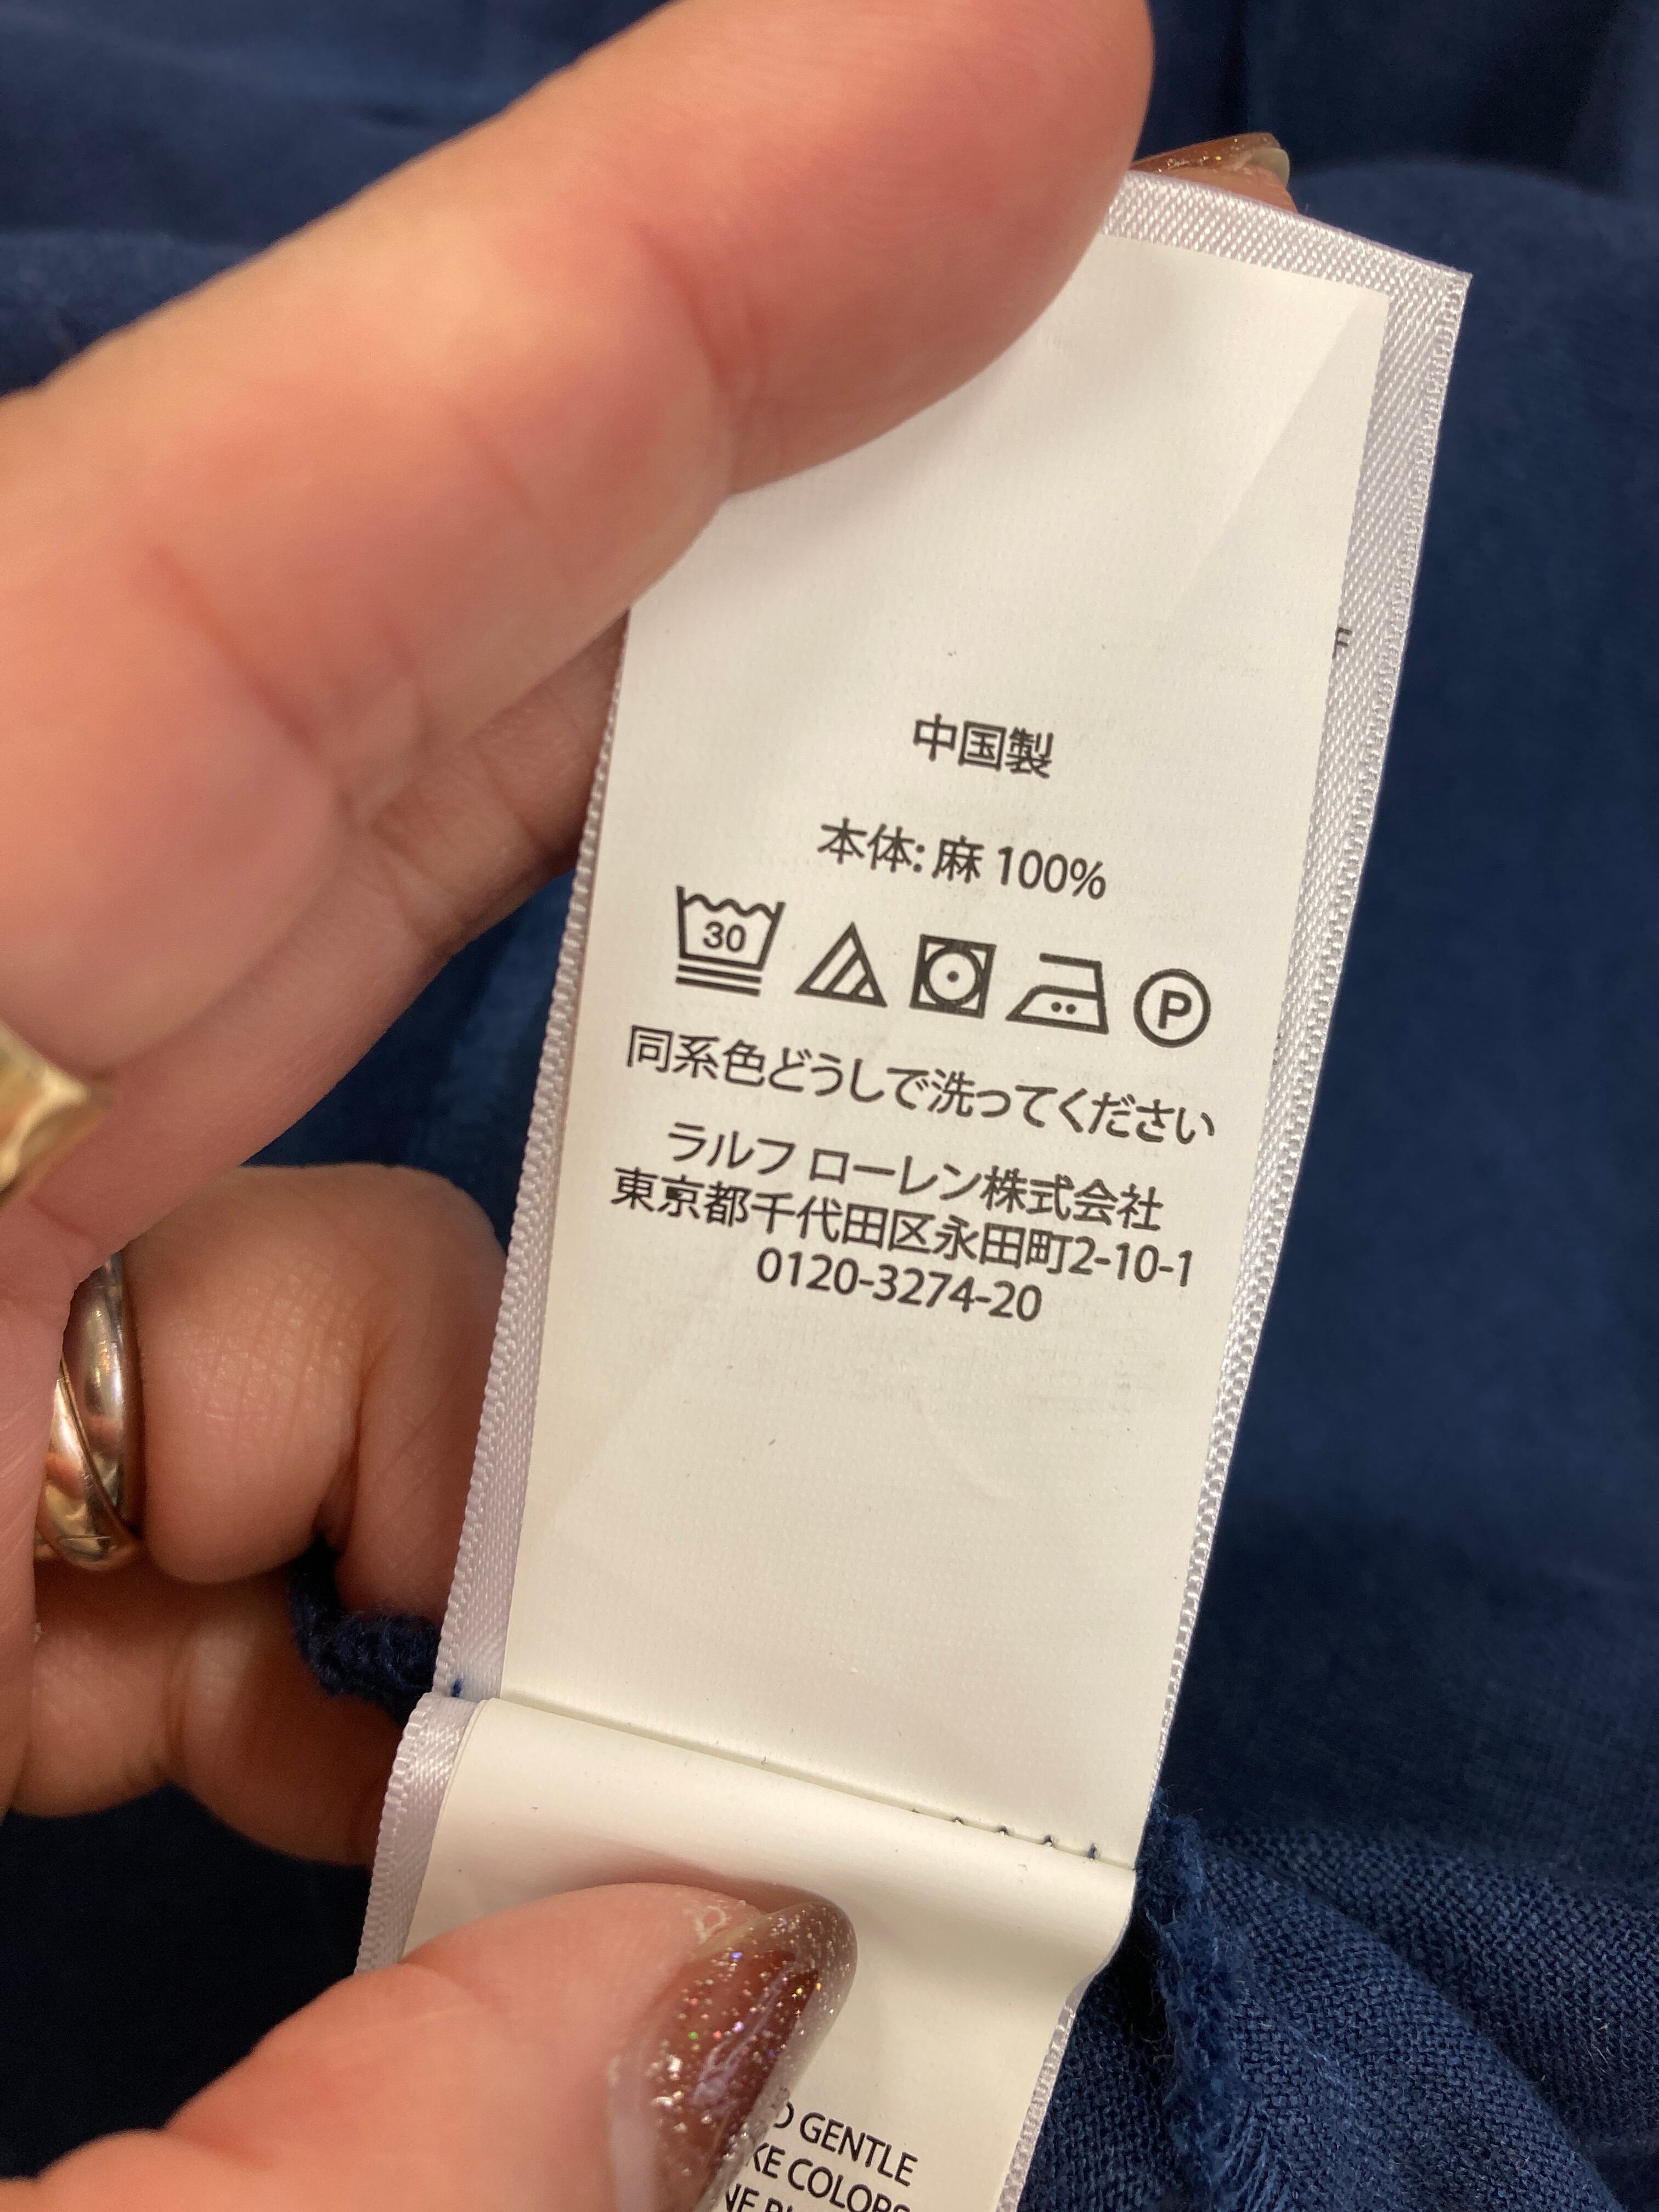 中国製
本体: 麻 100%
30
P
同系色どうしで洗ってください
ラルフ ローレン株式会社
東京都千代田区永田町2-10-1
0120-3274-20
GENTLE
COLORS